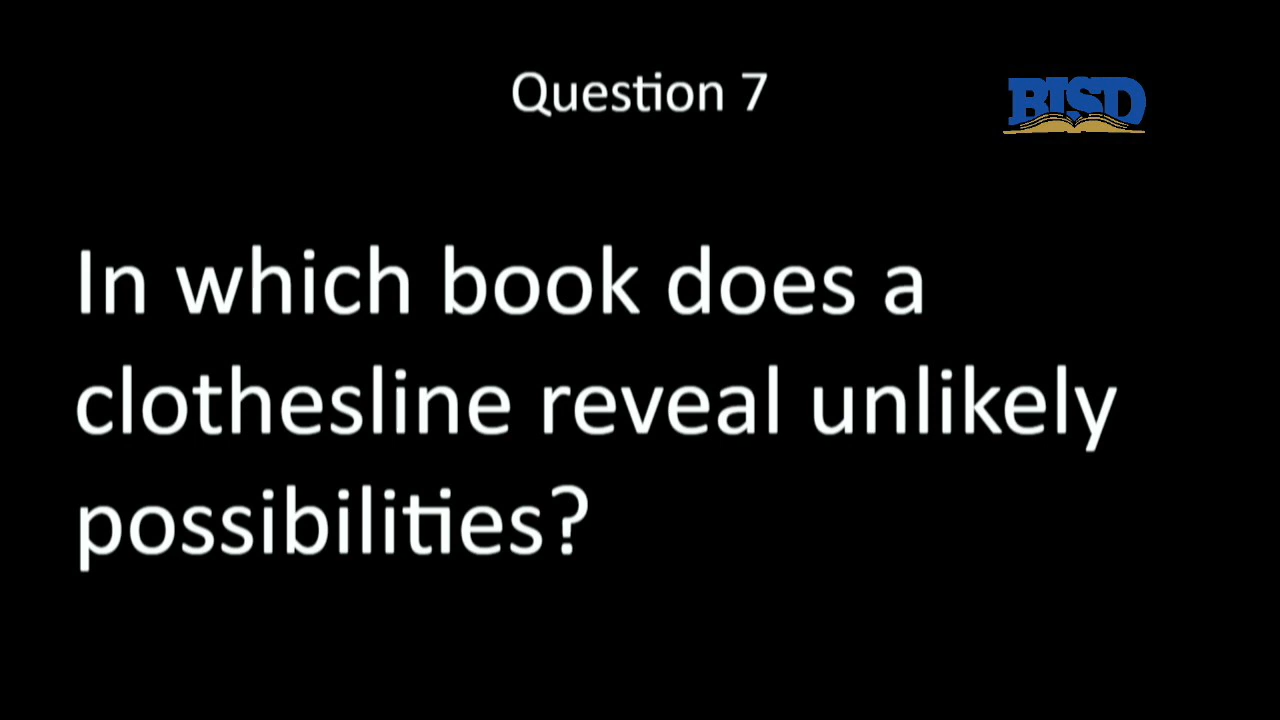 Question 7
BISD
In which book does a
clothesline reveal unlikely
possibilities?